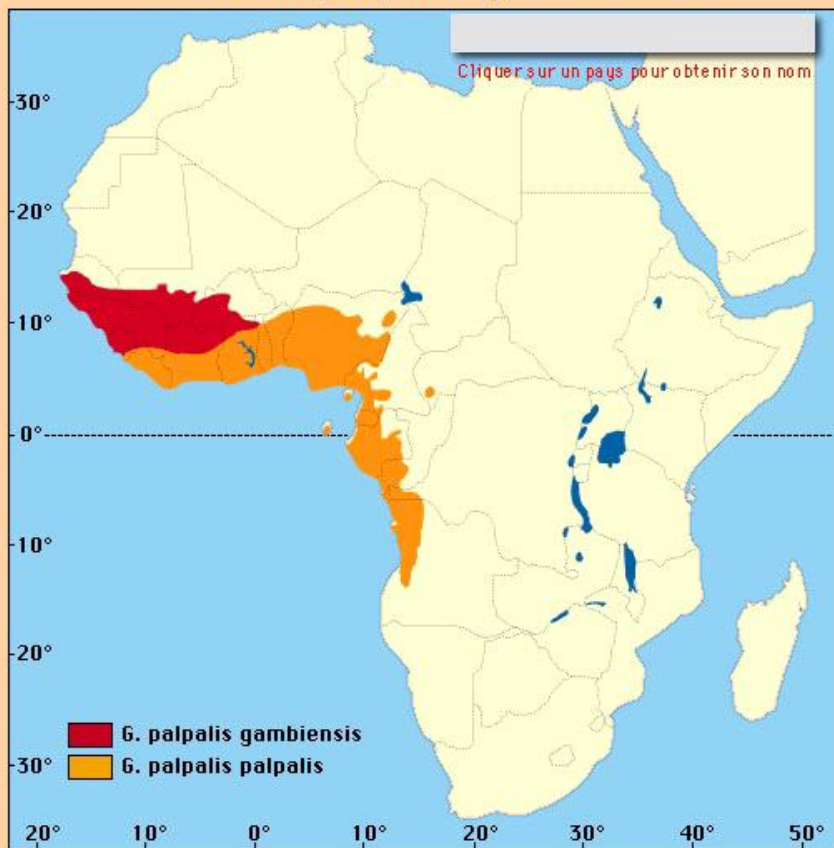 Cliquer sur un pays pour obtenir son nom
30°
20°
10°
0°
10°
20°
30°
G. palpalis gambiensis
G. palpalis palpalis
20° 10° 0° 10° 20° 30° 40° 50°